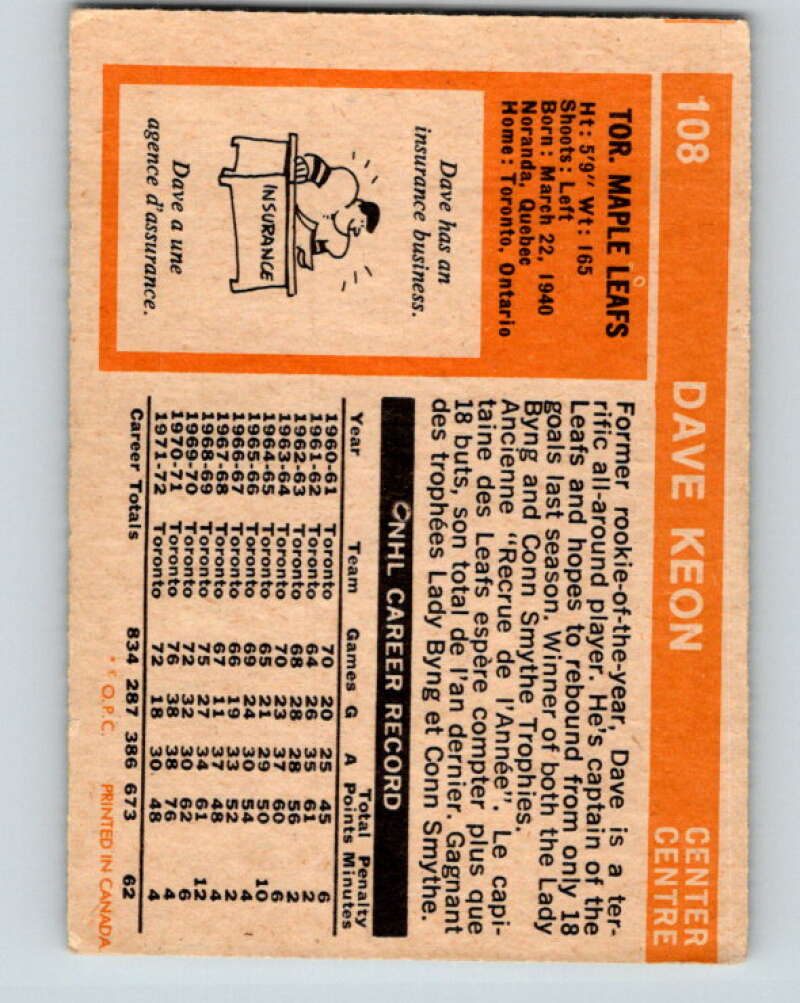 108
DAVE KEON
CENTER
CENTRE
TOR. MAPLE LEAFS
Ht: 5'9" Wt: 165
Shoots: Left
Born: March 22, 1940
Noranda, Quebec
Home: Toronto, Ontario
Dave has an
insurance business.
INSURANCE
Dave a une
agence d'assurance.
Former rookie-of-the-year, Dave is a ter-
rific all-around player. He's captain of the
Leafs and hopes to rebound from only 18
goals last season. Winner of both the Lady
Byng and Conn Smythe Trophies.
Ancienne "Recrue de l'Année". Le capi-
taine des Leafs espère compter plus que
18 buts, son total de l'an dernier. Gagnant
des trophées Lady Byng et Conn Smythe.
NHL CAREER RECORD
Total Penalty
Year Team Games G A Points Minutes
1960-61 Toronto 70 20 25 45 6
1961-62 Toronto 64 26 35 61 2
1962-63 Toronto 68 28 28 56 2
1963-64 Toronto 70 23 37 60 6
1964-65 Toronto 65 21 29 50 10
1965-66 Toronto 69 24 30 54 4
1966-67 Toronto 66 19 33 52 2
1967-68 Toronto 67 11 37 48 4
1968-69 Toronto 75 27 34 61 12
1969-70 Toronto 72 32 30 62 6
1970-71 Toronto 76 38 38 76 4
1971-72 Toronto 72 18 30 48 4
Career Totals 834 287 386 673 62
O.P.C. PRINTED IN CANADA